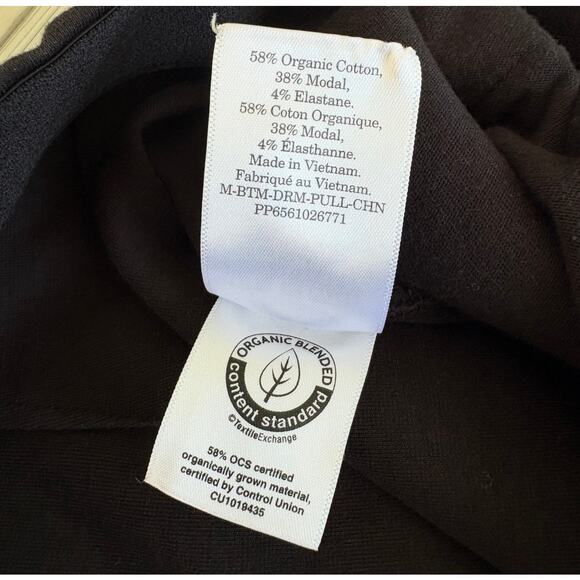 58% Organic Cotton,
38% Modal,
4% Elastane.
58% Coton Organique,
38% Modal,
4% Élasthanne.
Made in Vietnam.
Fabriqué au Vietnam.
M-BTM-DRM-PULL-CHN
PP6561026771
ORGANIC BLENDED
content standard
©TextileExchange
58% OCS certified
organically grown material,
certified by Control Union
CU1019435